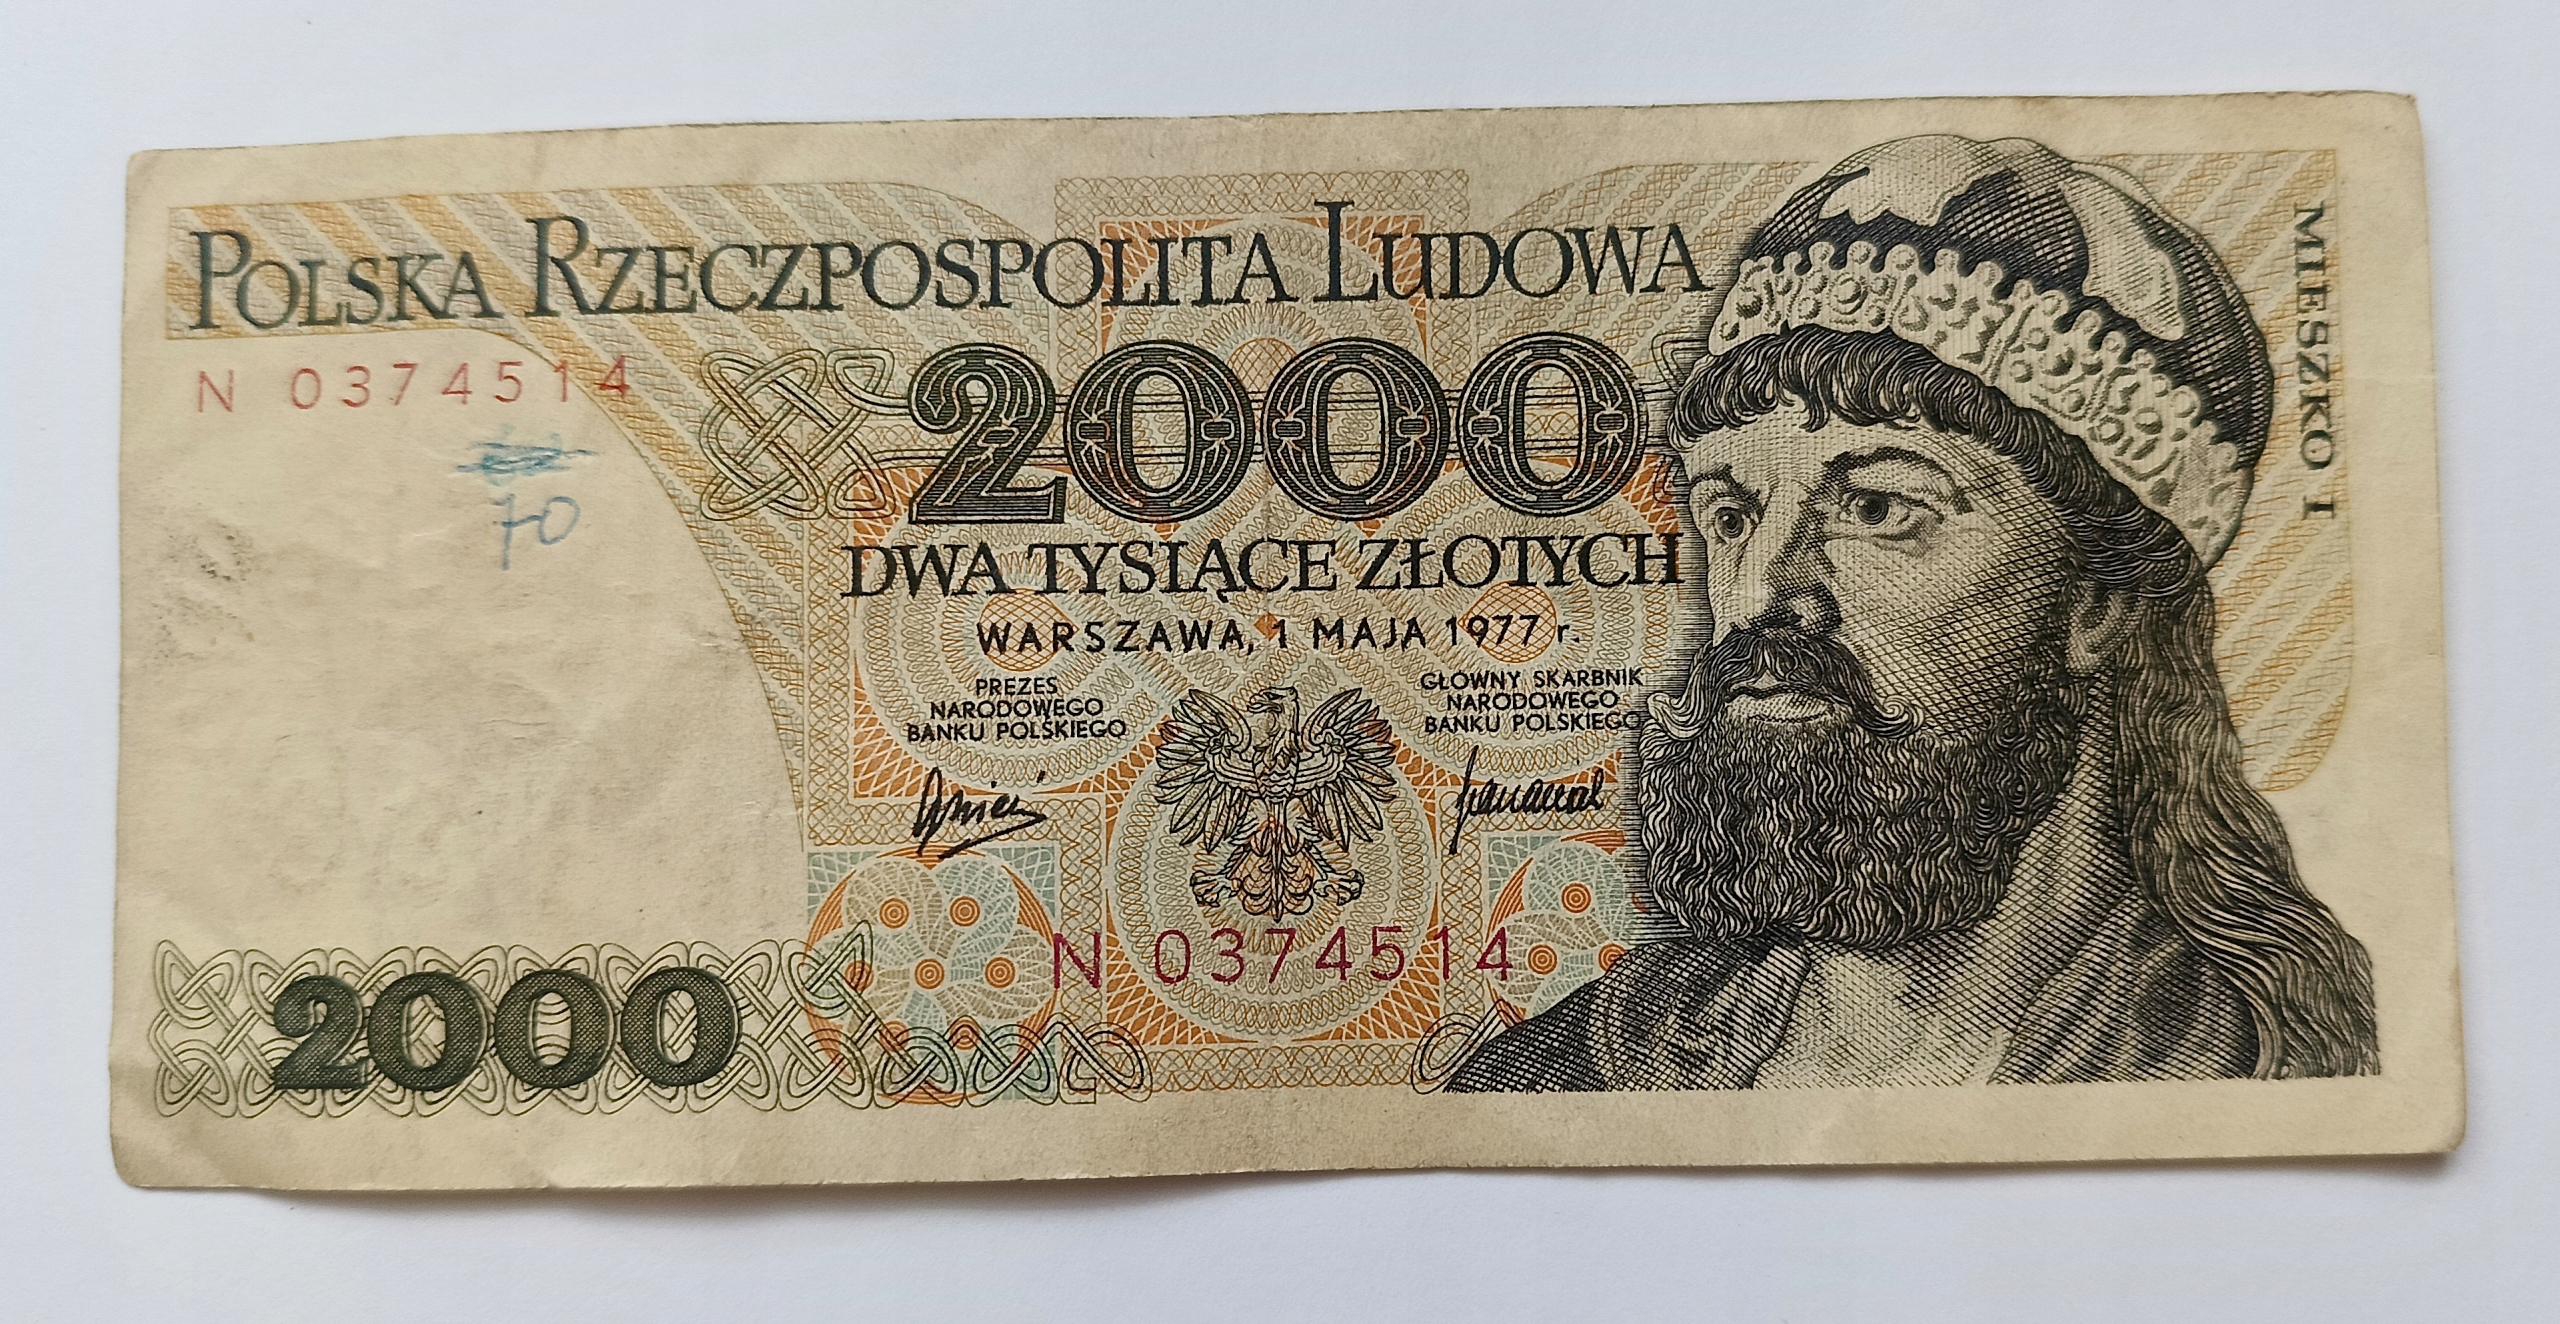 POLSKA RZECZPOSPOLITA LUDOWA
N 0374514
70
2000
DWA TYSIĄCE ZŁOTYCH
WARSZAWA, 1 MAJA 1977 r.
PREZES
NARODOWEGO
BANKU POLSKIEGO
GŁOWNY SKARBNIK
NARODOWEGO
BANKU POLSKIEGO
N 0374514
2000
MIESZKO I